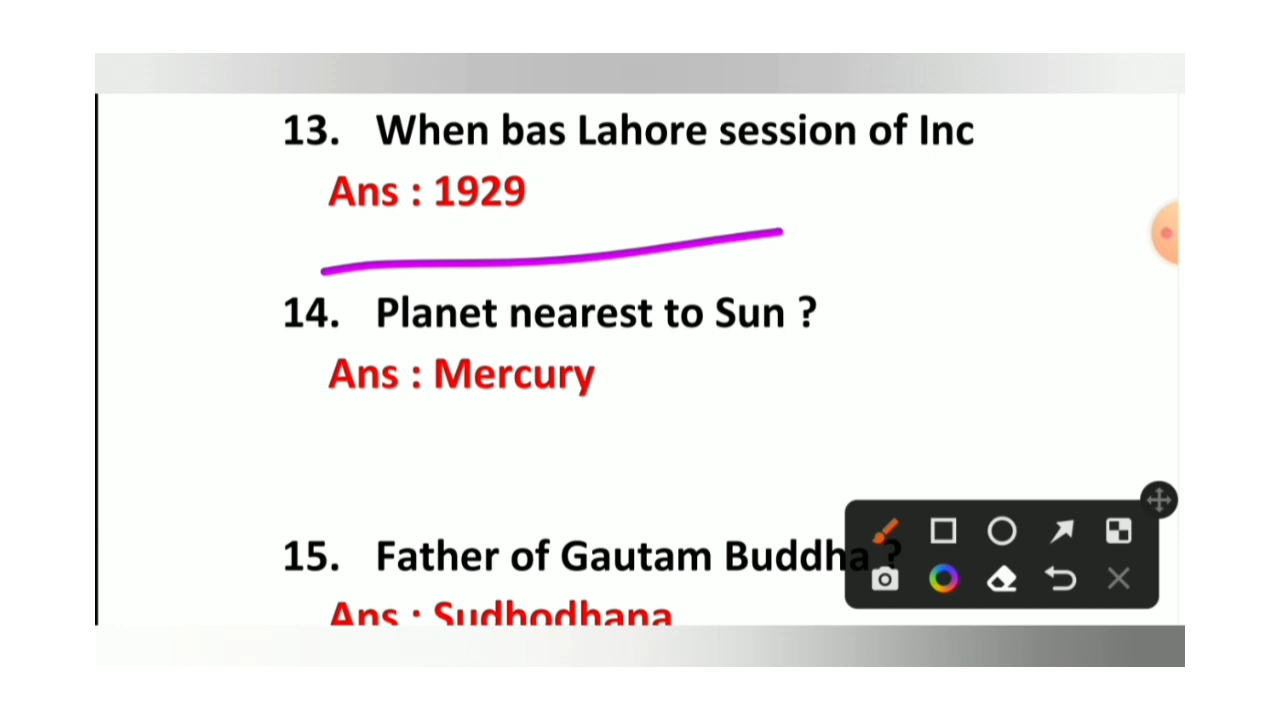 13. When bas Lahore session of Inc
Ans : 1929
14. Planet nearest to Sun ?
Ans : Mercury
15. Father of Gautam Buddha ?
Ans : Sudhodhana